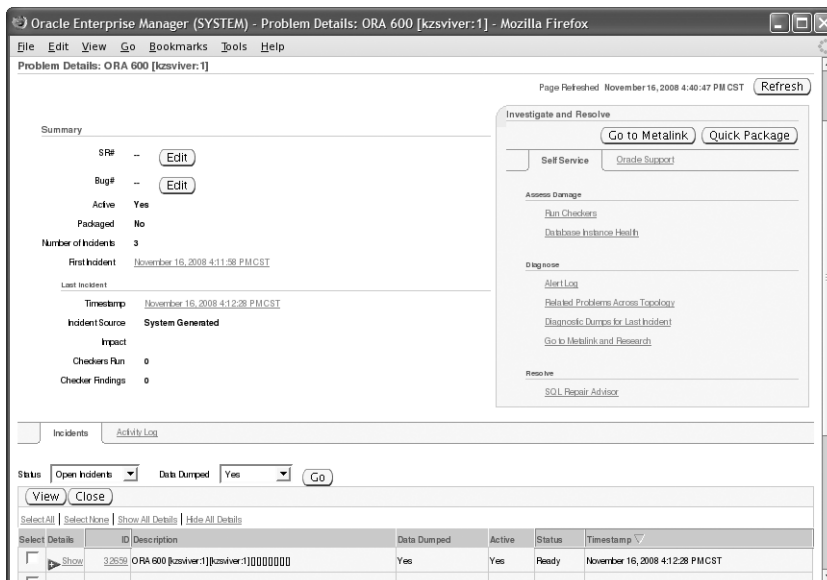 Oracle Enterprise Manager (SYSTEM) - Problem Details: ORA 600 [kzsviver:1] - Mozilla Firefox
File Edit View Go Bookmarks Tools Help
Problem Details: ORA 600 [kzsviver:1]
Page Refreshed November 16, 2008 4:40:47 PM CST Refresh
Summary
SR# -- Edit
Bug# -- Edit
Active Yes
Packaged No
Number of Incidents 3
First Incident November 16, 2008 4:11:58 PM CST
Last Incident
Timestamp November 16, 2008 4:12:28 PM CST
Incident Source System Generated
Impact
Checkers Run 0
Checker Findings 0
Investigate and Resolve
Go to Metalink Quick Package
Self Service Oracle Support
Assess Damage
Run Checkers
Database Instance Health
Diagnose
Alert Log
Related Problems Across Topology
Diagnostic Dumps for Last Incident
Go to Metalink and Research
Resolve
SQL Repair Advisor
Incidents Activity Log
Status Open Incidents Data Dumped Yes Go
View Close
Select All | Select None | Show All Details | Hide All Details
Select Details ID Description Data Dumped Active Status Timestamp
Show 32659 ORA 600 [kzsviver:1] [kzsviver:1] [] [] [] [] [] [] [] Yes Yes Ready November 16, 2008 4:12:28 PM CST